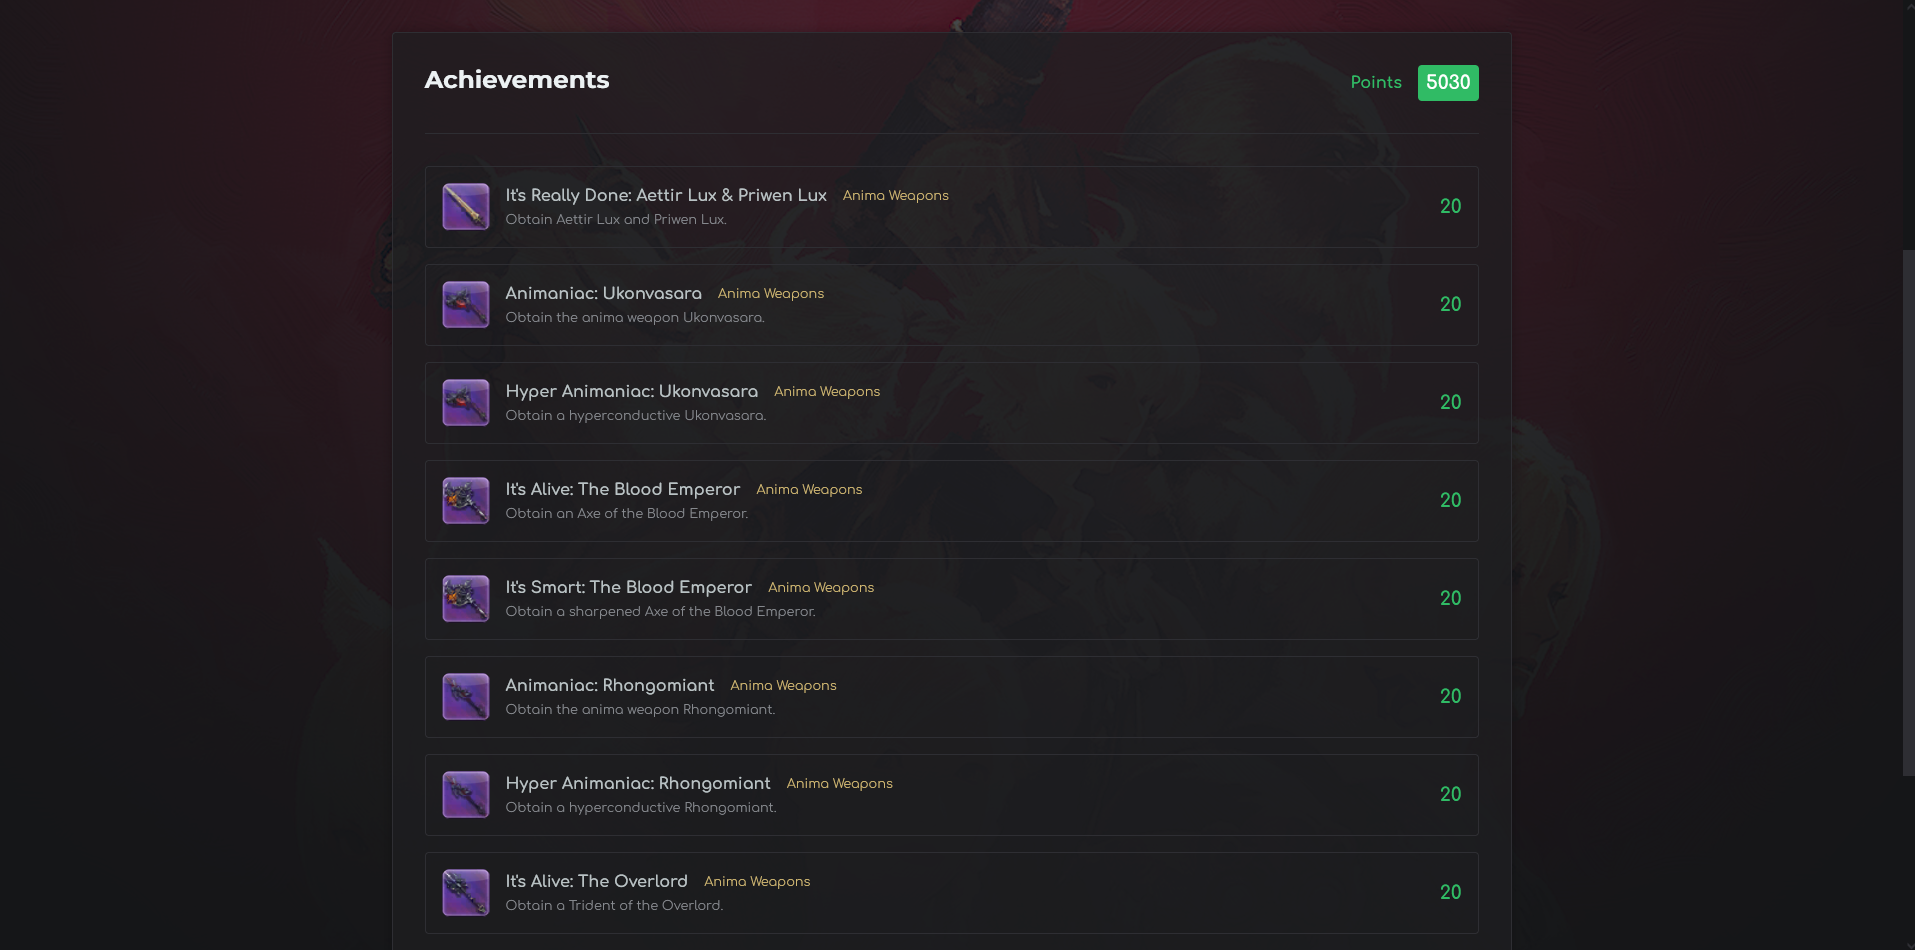 Achievements
Points 5030
It's Really Done: Aettir Lux & Priwen Lux Anima Weapons
Obtain Aettir Lux and Priwen Lux.
20
Animaniac: Ukonvasara Anima Weapons
Obtain the anima weapon Ukonvasara.
20
Hyper Animaniac: Ukonvasara Anima Weapons
Obtain a hyperconductive Ukonvasara.
20
It's Alive: The Blood Emperor Anima Weapons
Obtain an Axe of the Blood Emperor.
20
It's Smart: The Blood Emperor Anima Weapons
Obtain a sharpened Axe of the Blood Emperor.
20
Animaniac: Rhongomiant Anima Weapons
Obtain the anima weapon Rhongomiant.
20
Hyper Animaniac: Rhongomiant Anima Weapons
Obtain a hyperconductive Rhongomiant.
20
It's Alive: The Overlord Anima Weapons
Obtain a Trident of the Overlord.
20